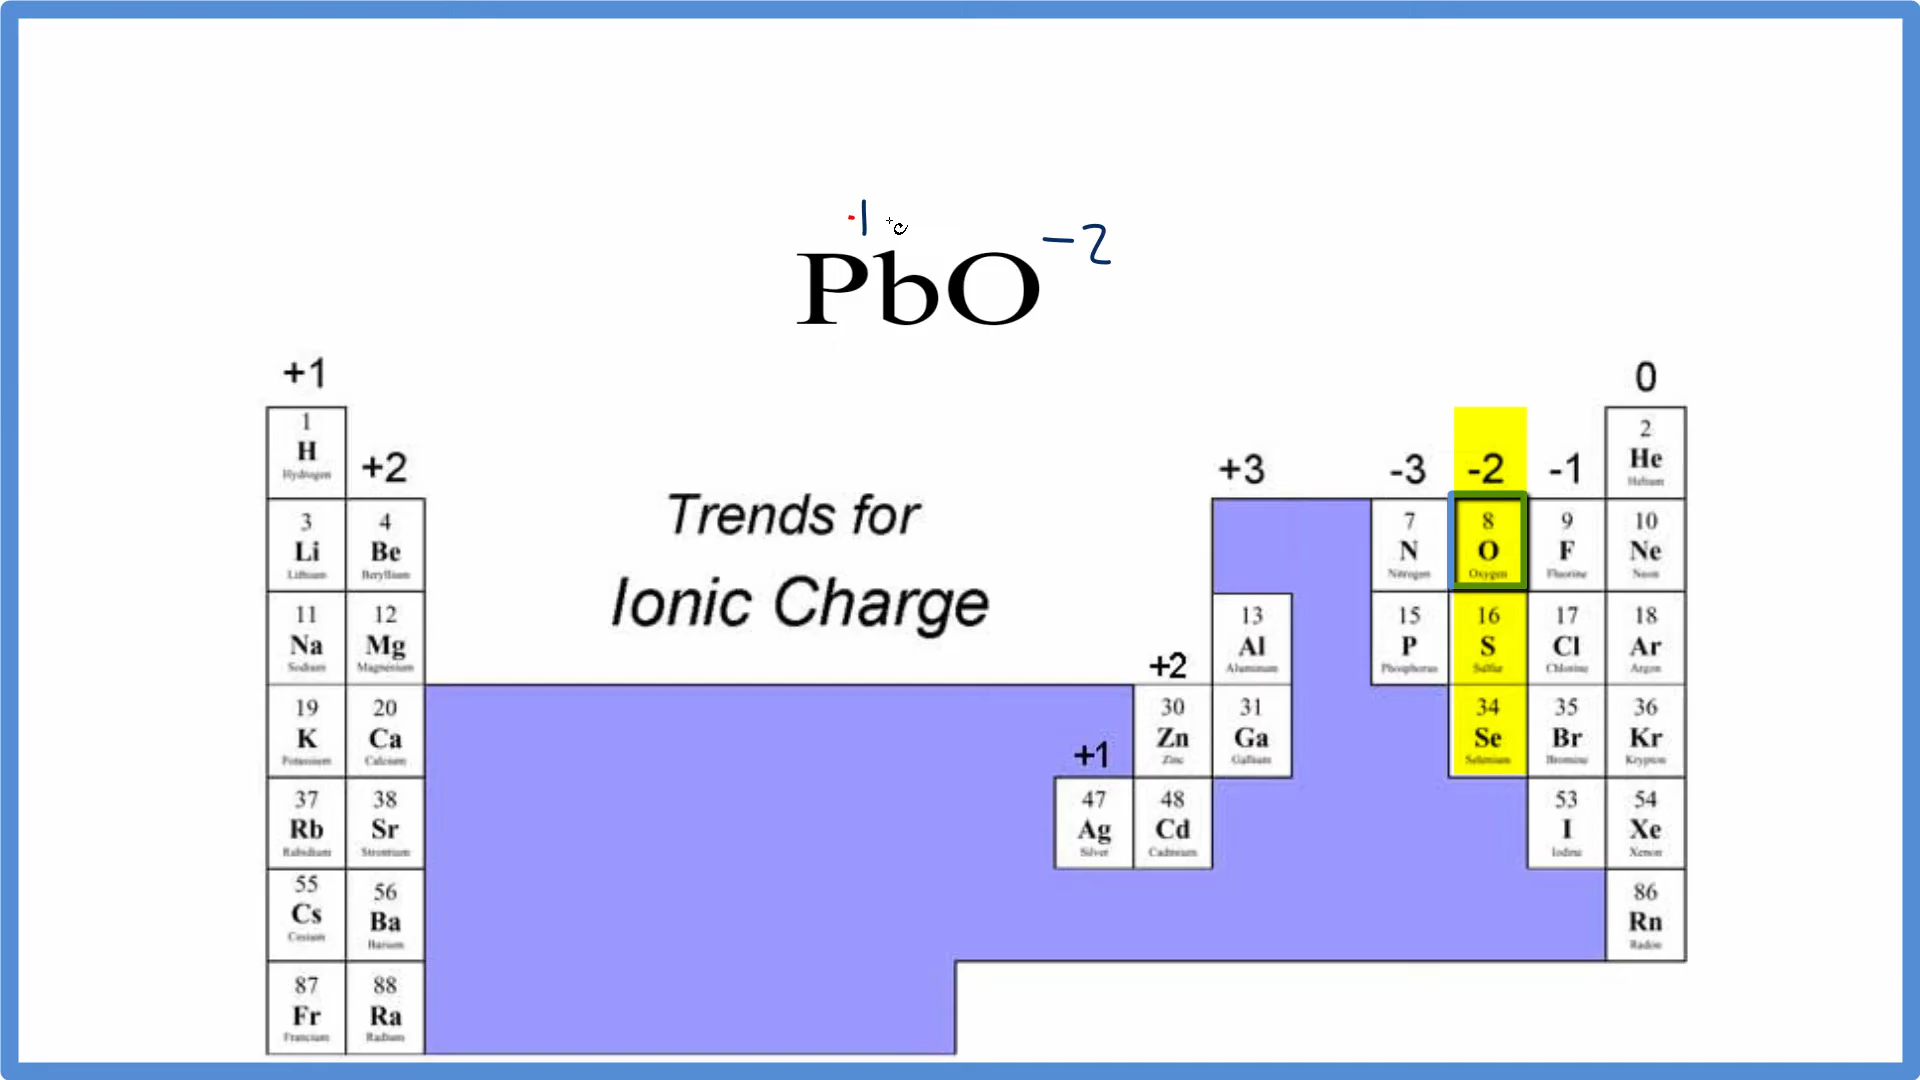 ·1
PbO⁻²
+1
0
+2
+3
-3
-2
-1
Trends for
Ionic Charge
+2
+1
1
H
Hydrogen
2
He
Helium
3
Li
Lithium
4
Be
Beryllium
7
N
Nitrogen
8
O
Oxygen
9
F
Fluorine
10
Ne
Neon
11
Na
Sodium
12
Mg
Magnesium
13
Al
Aluminum
15
P
Phosphorus
16
S
Sulfur
17
Cl
Chlorine
18
Ar
Argon
19
K
Potassium
20
Ca
Calcium
30
Zn
Zinc
31
Ga
Gallium
34
Se
Selenium
35
Br
Bromine
36
Kr
Krypton
37
Rb
Rubidium
38
Sr
Strontium
47
Ag
Silver
48
Cd
Cadmium
53
I
Iodine
54
Xe
Xenon
55
Cs
Cesium
56
Ba
Barium
86
Rn
Radon
87
Fr
Francium
88
Ra
Radium